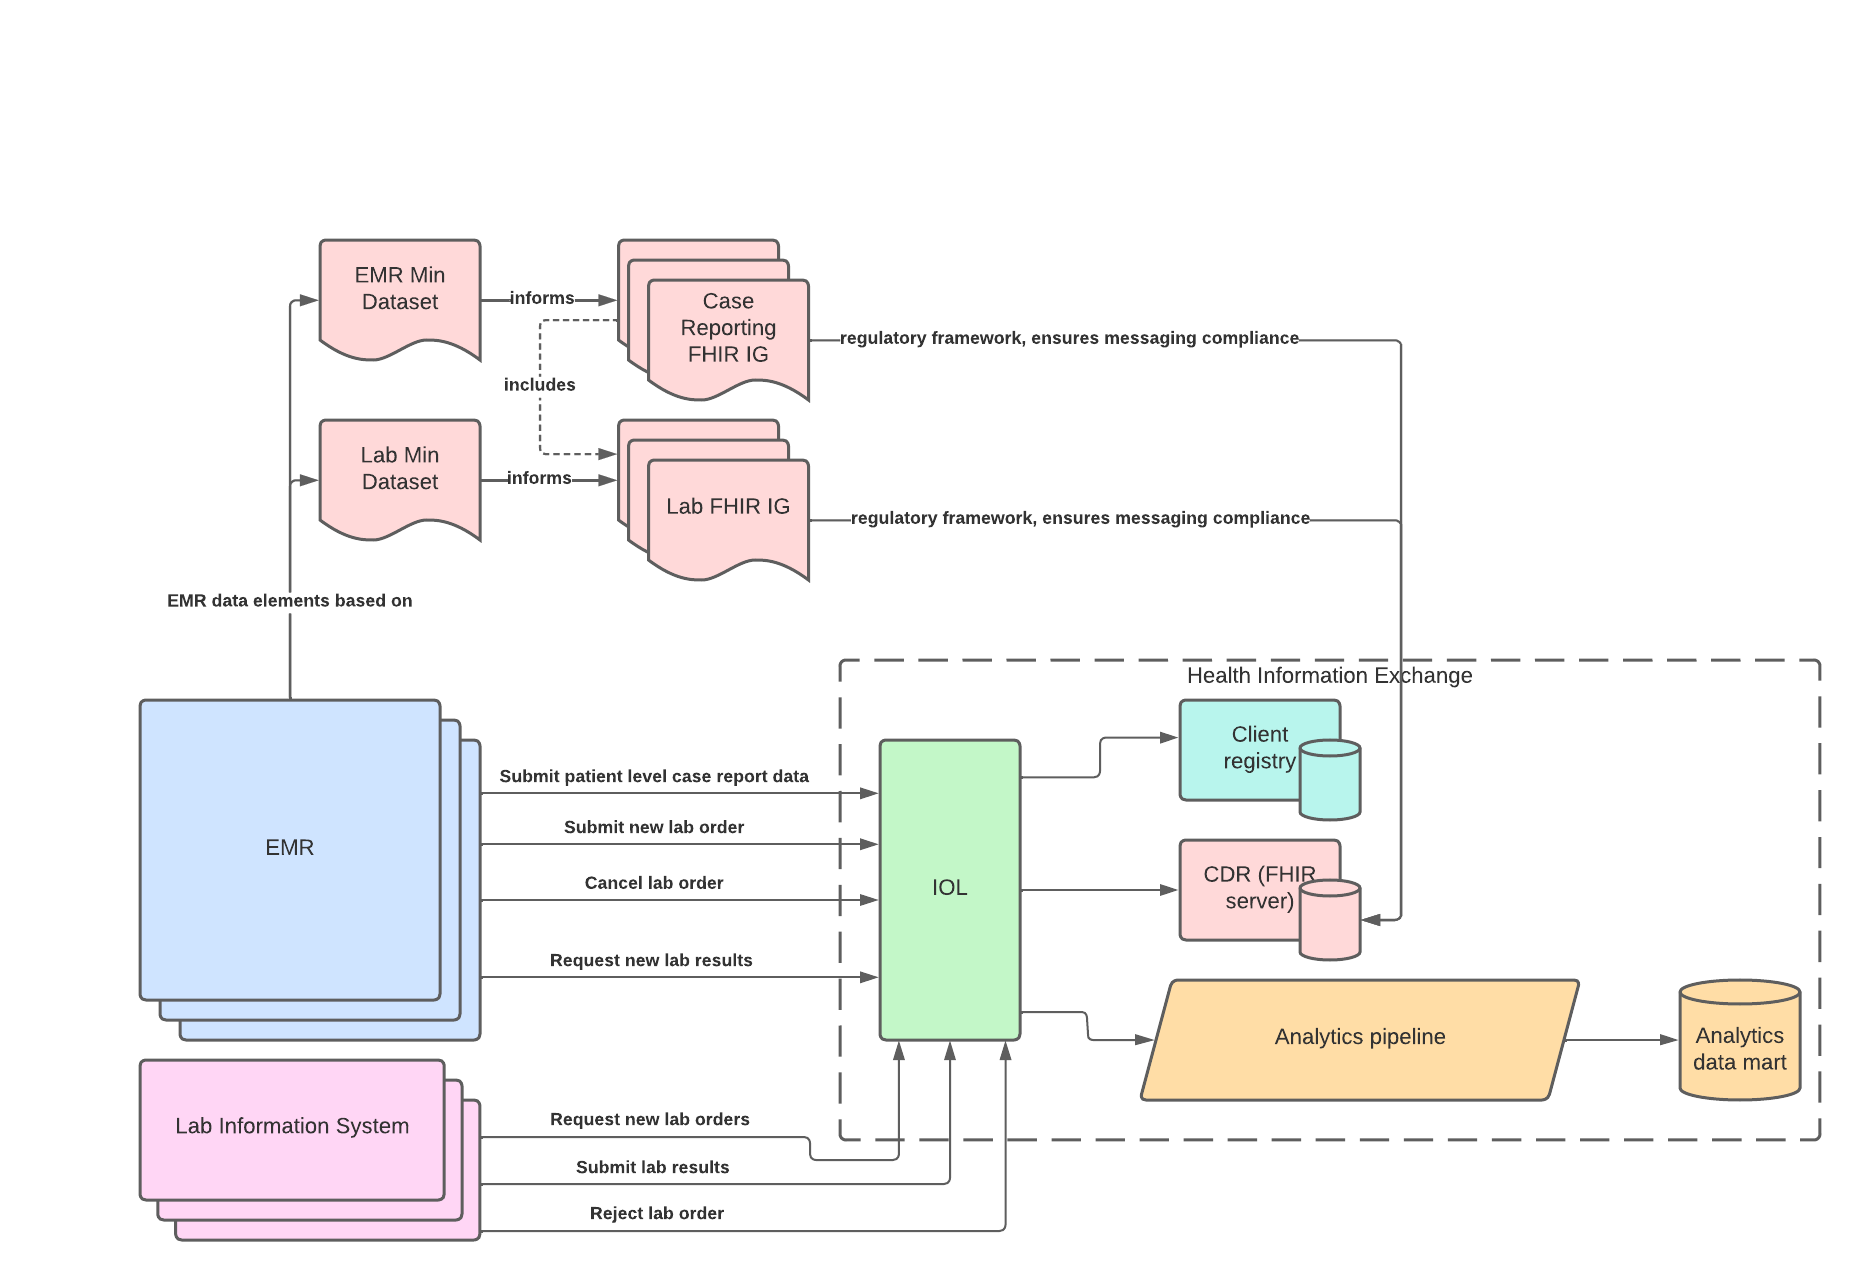 EMR Min
Dataset
informs
Case
Reporting
FHIR IG
regulatory framework, ensures messaging compliance
includes
Lab Min
Dataset
informs
Lab FHIR IG
regulatory framework, ensures messaging compliance
EMR data elements based on
Health Information Exchange
EMR
Submit patient level case report data
Submit new lab order
Cancel lab order
Request new lab results
IOL
Client
registry
CDR (FHIR
server)
Analytics pipeline
Analytics
data mart
Lab Information System
Request new lab orders
Submit lab results
Reject lab order